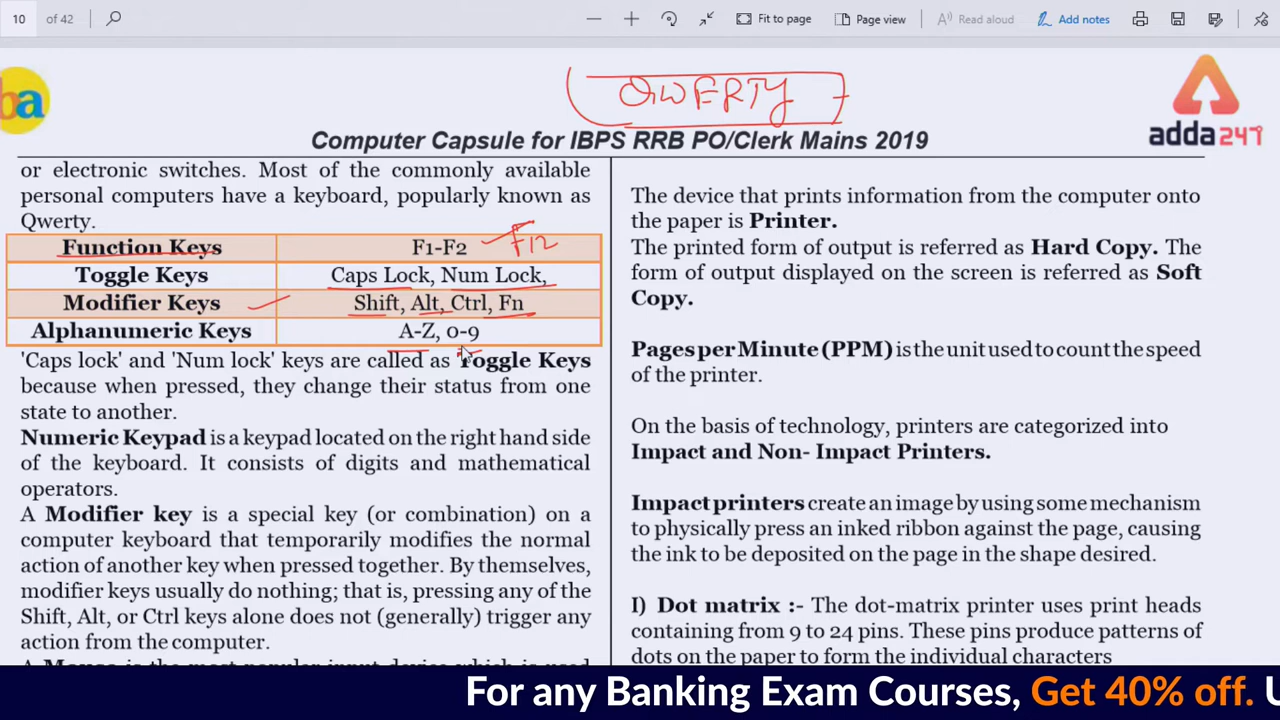 10 of 42
Fit to page
Page view
Read aloud
Add notes
QWERTY
ba
Computer Capsule for IBPS RRB PO/Clerk Mains 2019
adda247
or electronic switches. Most of the commonly available
personal computers have a keyboard, popularly known as
Qwerty.
Function Keys F1-F2 F12
Toggle Keys Caps Lock, Num Lock,
Modifier Keys Shift, Alt, Ctrl, Fn
Alphanumeric Keys A-Z, 0-9
'Caps lock' and 'Num lock' keys are called as Toggle Keys
because when pressed, they change their status from one
state to another.
Numeric Keypad is a keypad located on the right hand side
of the keyboard. It consists of digits and mathematical
operators.
A Modifier key is a special key (or combination) on a
computer keyboard that temporarily modifies the normal
action of another key when pressed together. By themselves,
modifier keys usually do nothing; that is, pressing any of the
Shift, Alt, or Ctrl keys alone does not (generally) trigger any
action from the computer.
A Mouse is the most popular input device which is used
The device that prints information from the computer onto
the paper is Printer.
The printed form of output is referred as Hard Copy. The
form of output displayed on the screen is referred as Soft
Copy.
Pages per Minute (PPM) is the unit used to count the speed
of the printer.
On the basis of technology, printers are categorized into
Impact and Non- Impact Printers.
Impact printers create an image by using some mechanism
to physically press an inked ribbon against the page, causing
the ink to be deposited on the page in the shape desired.
I) Dot matrix :- The dot-matrix printer uses print heads
containing from 9 to 24 pins. These pins produce patterns of
dots on the paper to form the individual characters
For any Banking Exam Courses, Get 40% off. U